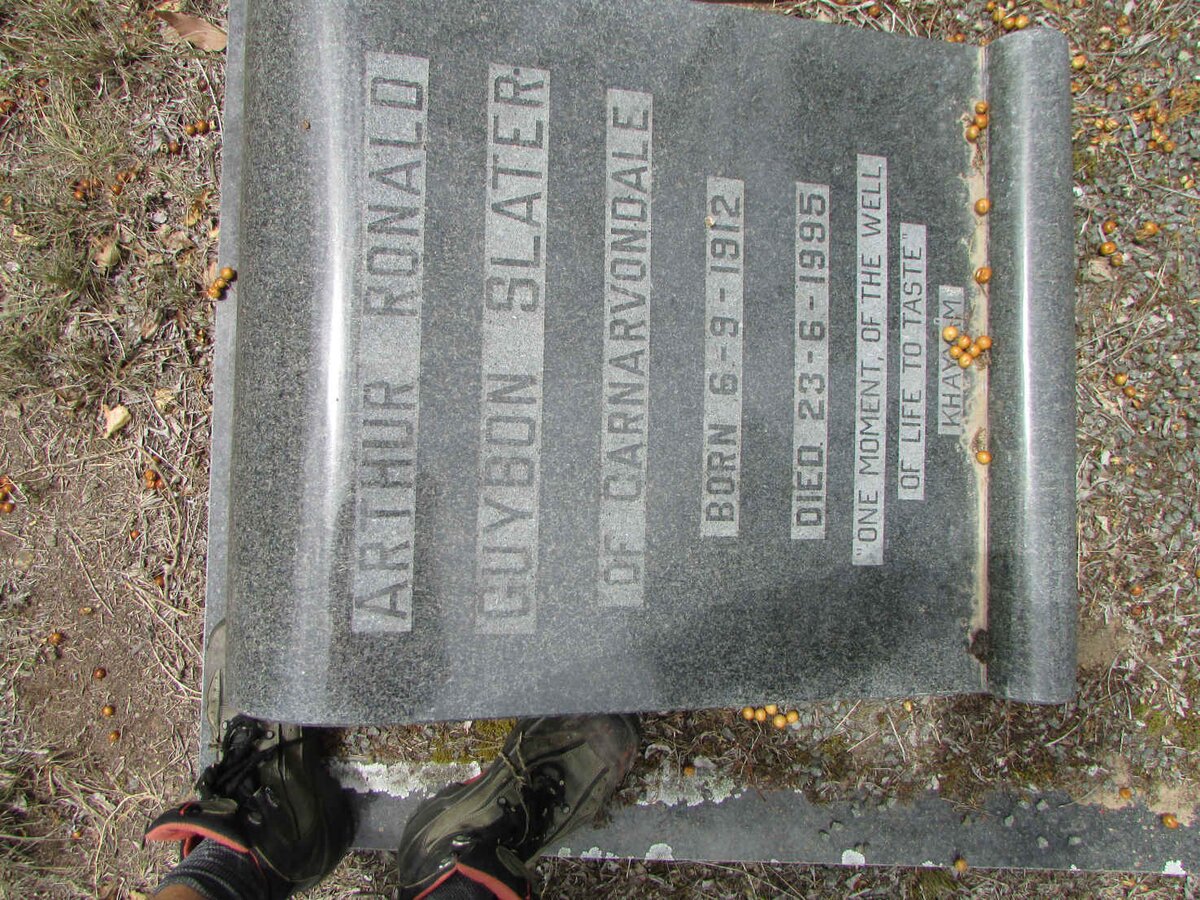 ARTHUR RONALD
GUYBON SLATER
OF CARNARVONDALE
BORN 6-9-1912
DIED 23-6-1995
"ONE MOMENT, OF THE WELL
OF LIFE TO TASTE"